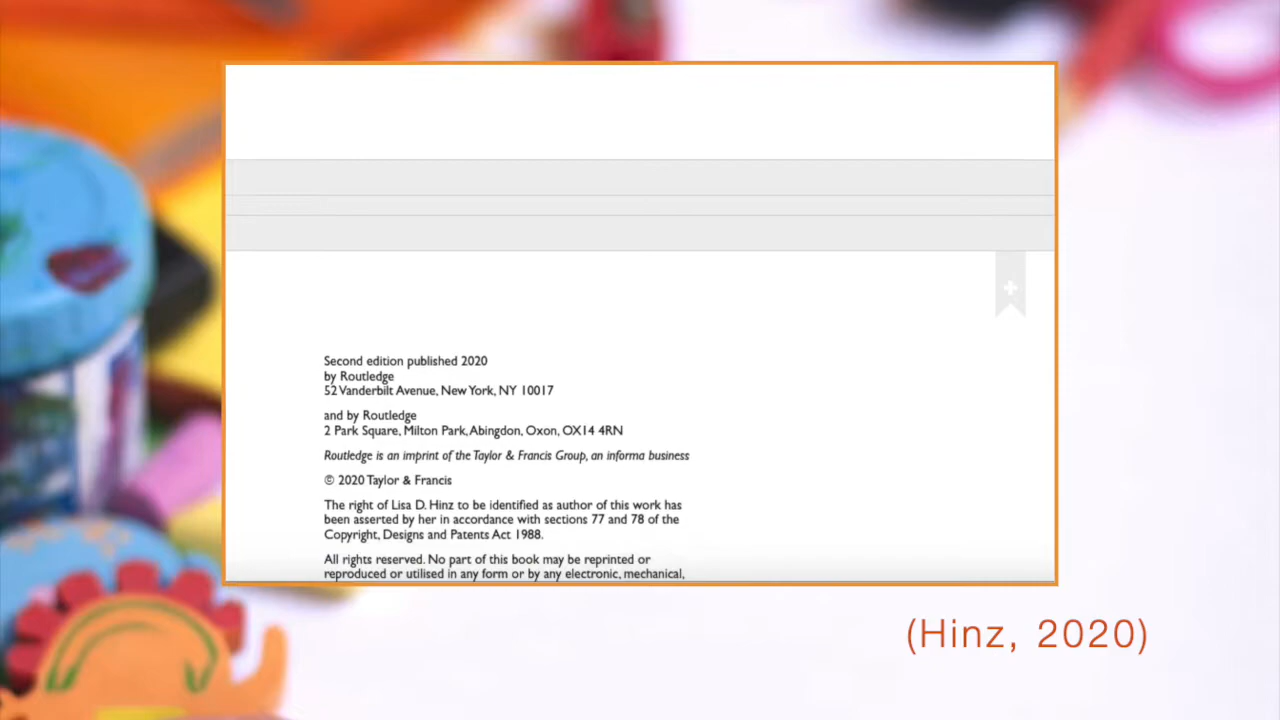 Second edition published 2020
by Routledge
52 Vanderbilt Avenue, New York, NY 10017
and by Routledge
2 Park Square, Milton Park, Abingdon, Oxon, OX14 4RN
Routledge is an imprint of the Taylor & Francis Group, an informa business
© 2020 Taylor & Francis
The right of Lisa D. Hinz to be identified as author of this work has
been asserted by her in accordance with sections 77 and 78 of the
Copyright, Designs and Patents Act 1988.
All rights reserved. No part of this book may be reprinted or
reproduced or utilised in any form or by any electronic, mechanical,
(Hinz, 2020)